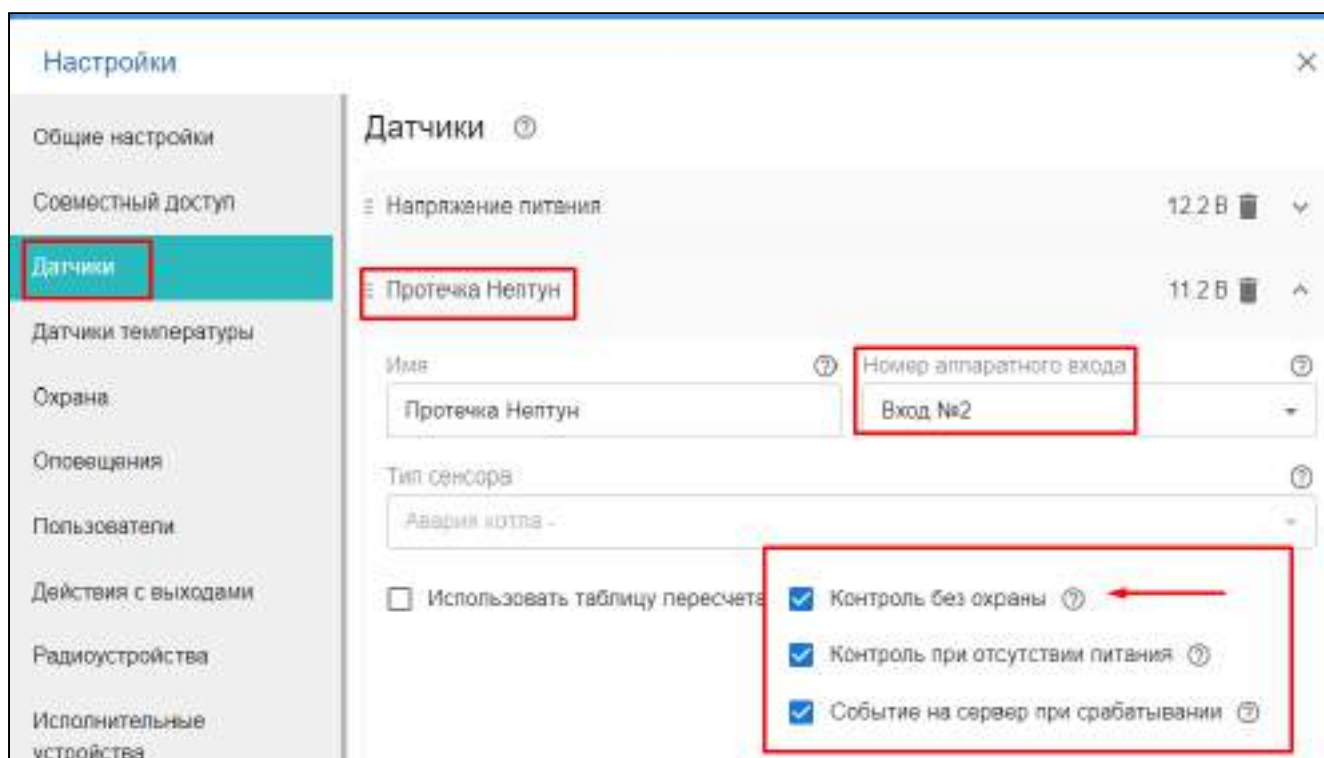 Настройки
Общие настройки
Совместный доступ
Датчики
Датчики температуры
Охрана
Оповещения
Пользователи
Действия с выходами
Радиоустройства
Исполнительные
устройства
Датчики
Напряжение питания 12.2 В
Протечка Нептун 11.2 В
Имя
Номер аппаратного входа
Протечка Нептун
Вход №2
Тип сенсора
Авария котла -
Использовать таблицу пересчета
Контроль без охраны
Контроль при отсутствии питания
Событие на сервер при срабатывании